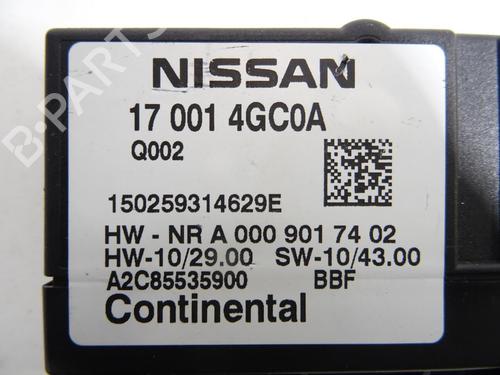 NISSAN
17 001 4GC0A
Q002
150259314629E
HW - NR A 000 901 74 02
HW-10/29.00 SW-10/43.00
A2C85535900 BBF
Continental
B-PARTS